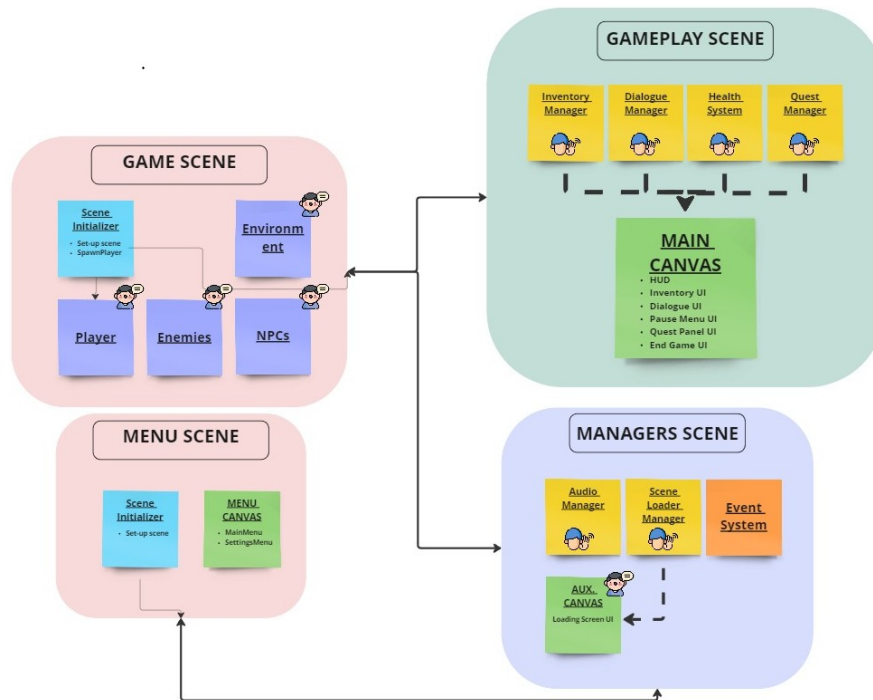 GAMEPLAY SCENE
Inventory
Manager
Dialogue
Manager
Health
System
Quest
Manager
MAIN
CANVAS
• HUD
• Inventory UI
• Dialogue UI
• Pause Menu UI
• Quest Panel UI
• End Game UI
GAME SCENE
Scene
Initializer
• Set-up scene
• SpawnPlayer
Environm
ent
Player
Enemies
NPCs
MENU SCENE
Scene
Initializer
• Set-up scene
MENU
CANVAS
• MainMenu
• SettingsMenu
MANAGERS SCENE
Audio
Manager
Scene
Loader
Manager
Event
System
AUX.
CANVAS
Loading Screen UI